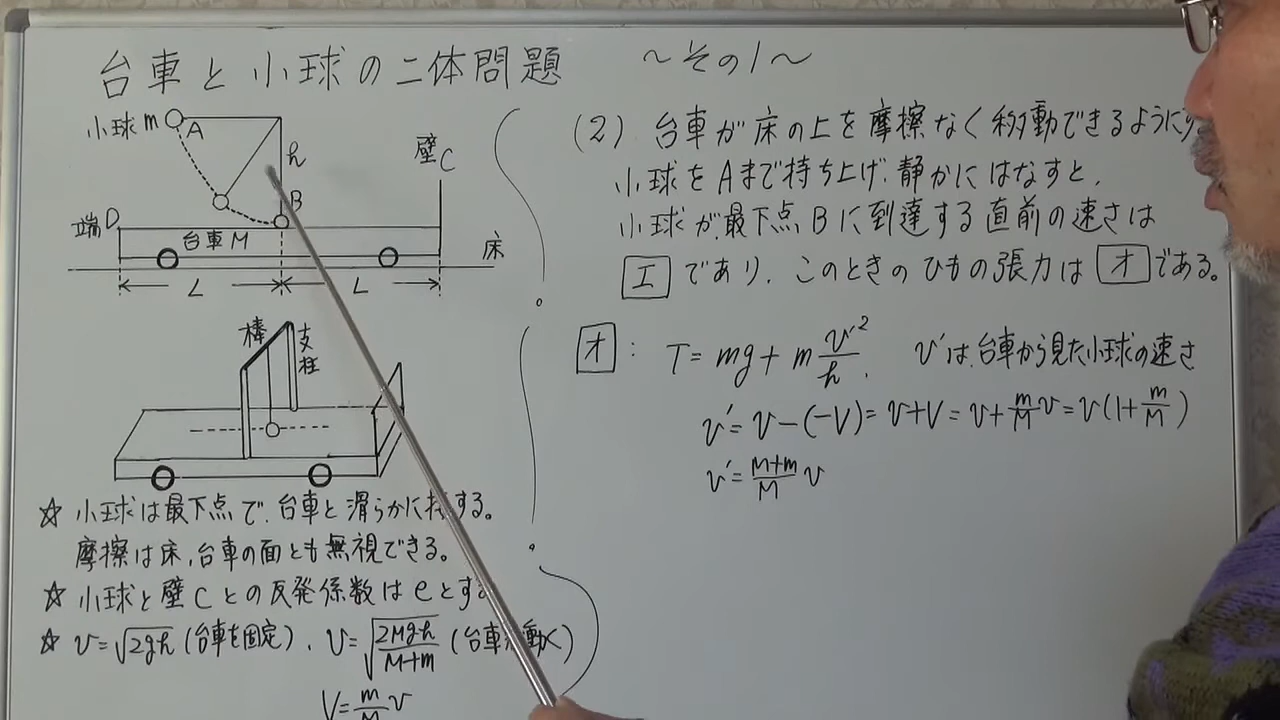 台車と小球の二体問題 ～その1～
小球m
A
h
壁C
B
端D
台車M
床
L
L
棒
支柱
☆ 小球は最下点で、台車と滑らかに接する。
摩擦は床、台車の面とも無視できる。
☆ 小球と壁Cとの反発係数はeとす
☆ v=√2gh (台車を固定)、v=√(2Mgh/(M+m)) (台車が動く)
V=m/M v
(2) 台車が床の上を摩擦なく移動できるようにす
小球をAまで持ち上げ、静かにはなすと、
小球が、最下点Bに到達する直前の速さは
エ であり、このときのひもの張力は オ である。
オ : T=mg+m v'²/h . v'は、台車から見た小球の速さ
v'=v-(-V)=v+V=v+m/M v=v(1+m/M)
v'=(M+m)/M v